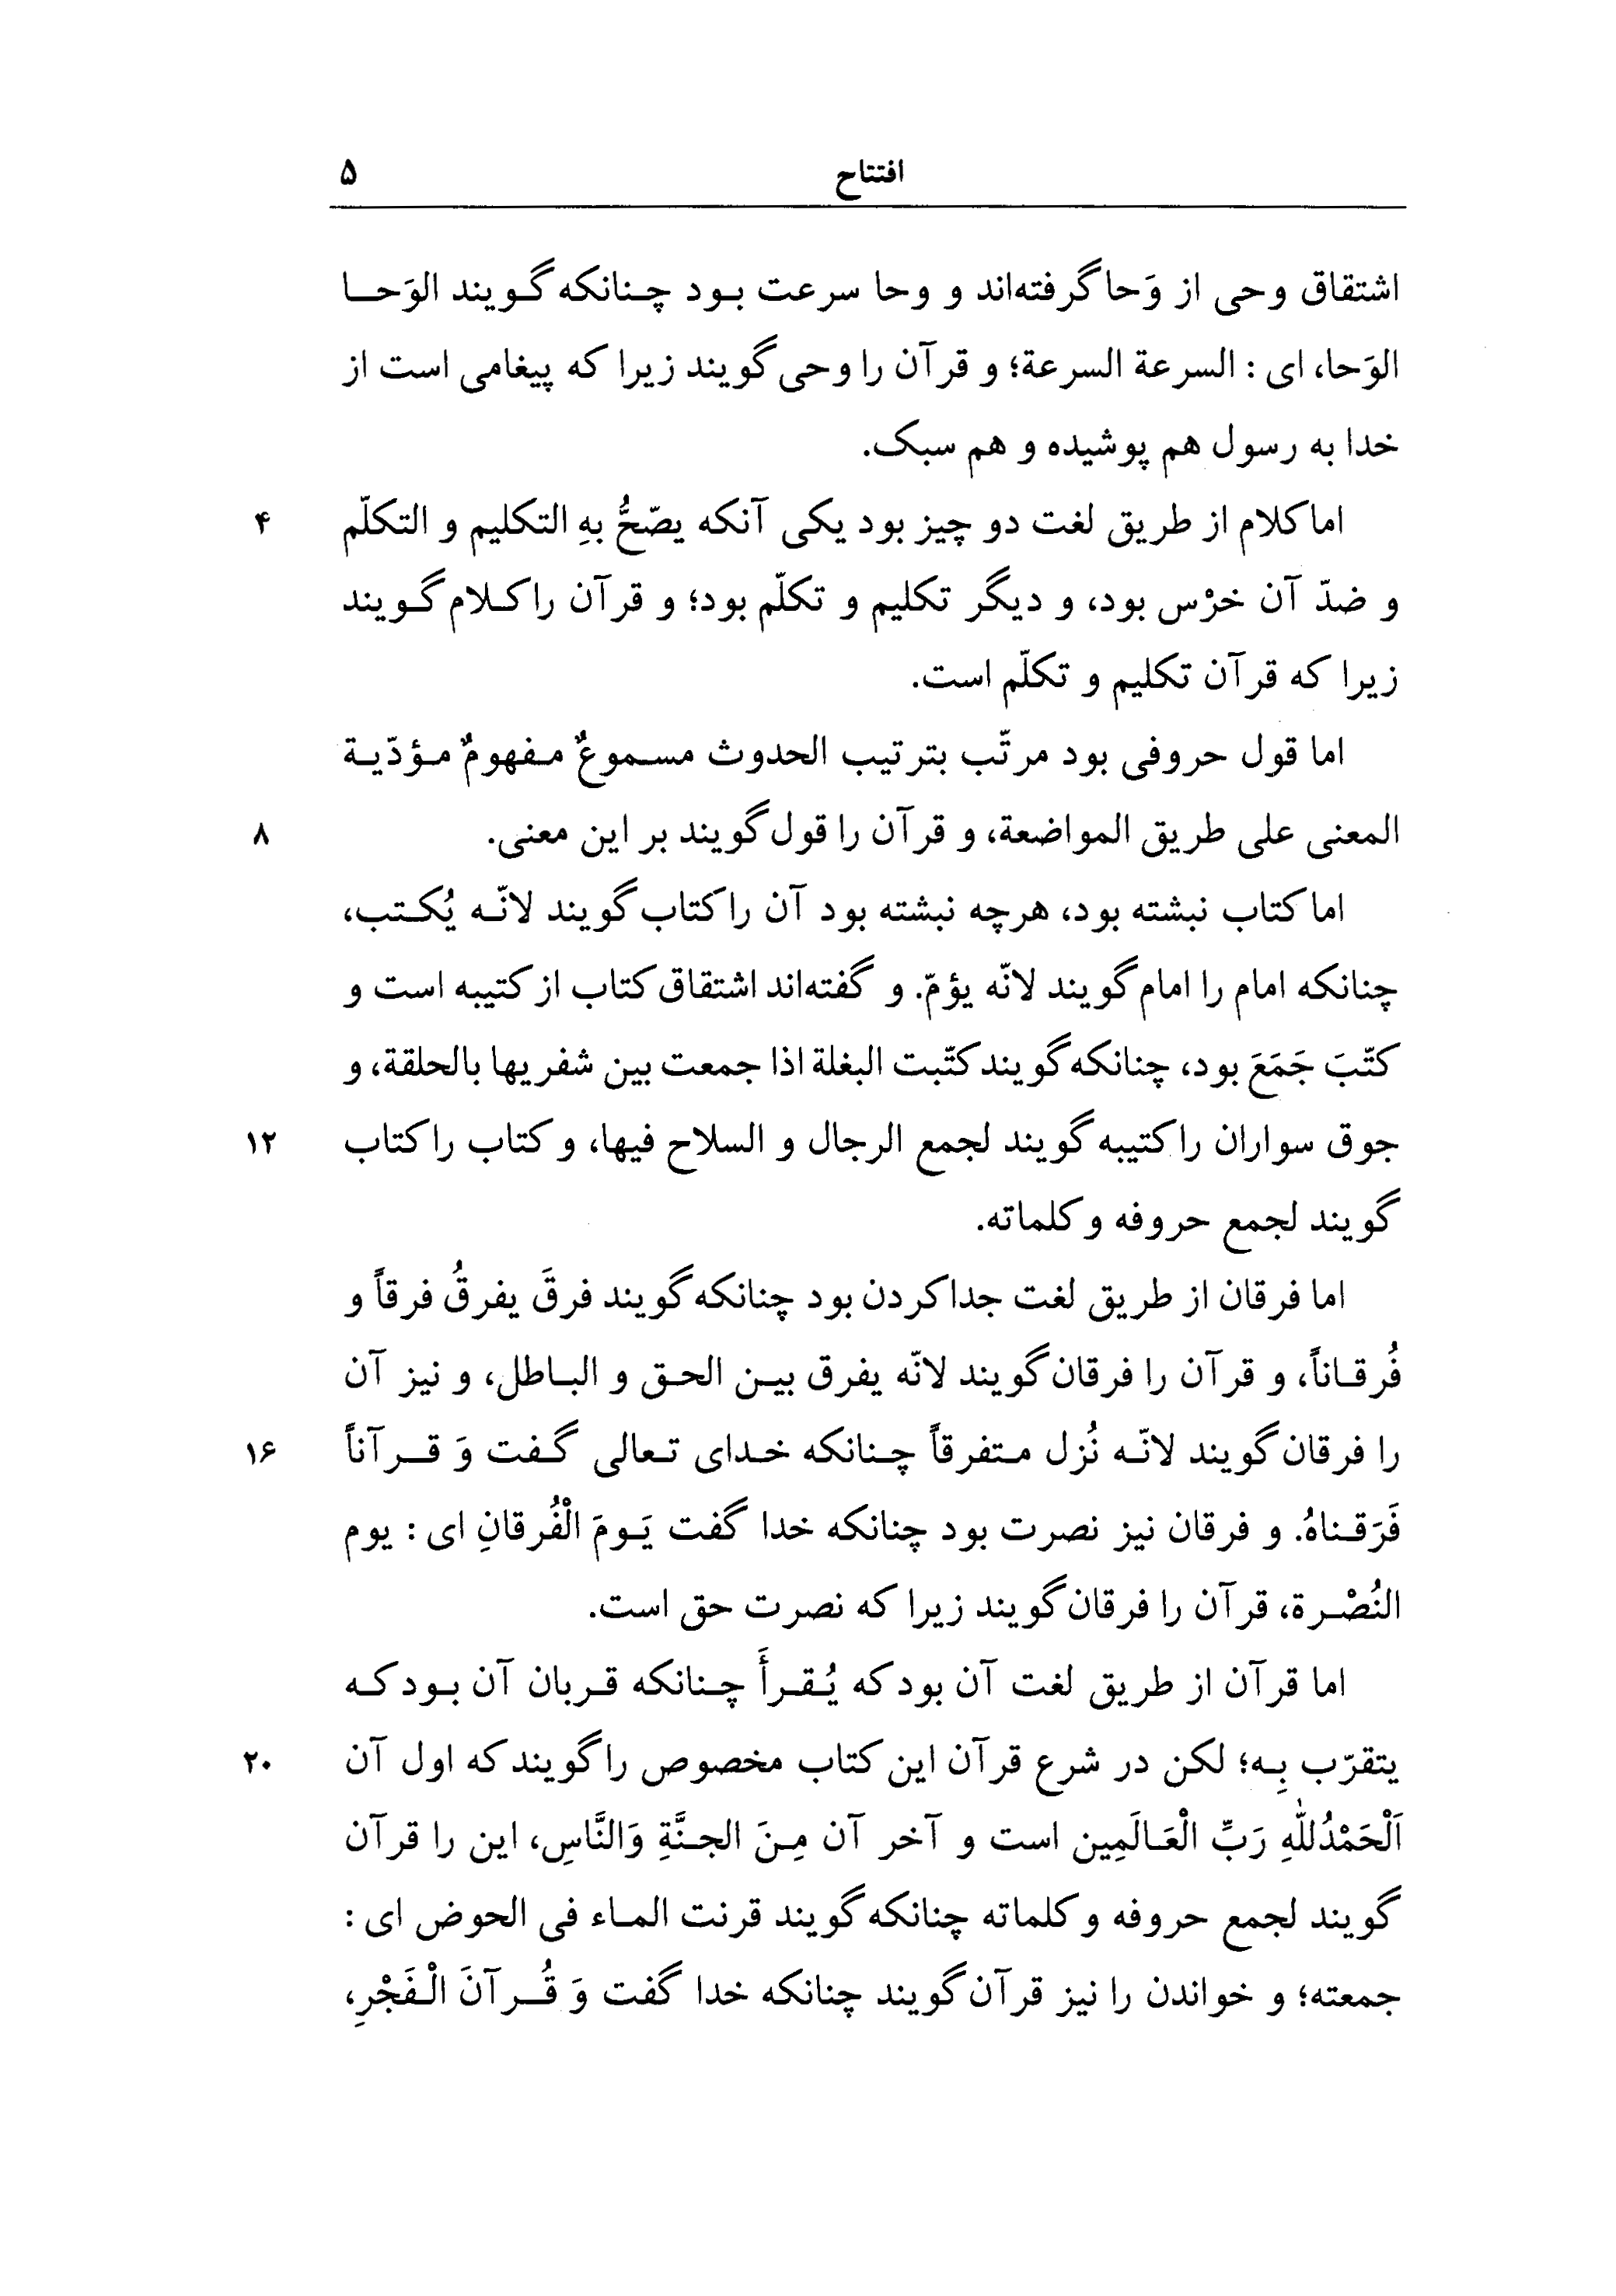 افتتاح ۵
اشتقاق وحی از وَحا گرفته‌اند و وحا سرعت بود چنانکه گویند الوَحا
الوَحا، ای : السرعة السرعة؛ و قرآن را وحی گویند زیرا که پیغامی است از
خدا به رسول هم پوشیده و هم سبک.
اما کلام از طریق لغت دو چیز بود یکی آنکه یصّحُّ بهِ التکلیم و التکلّم ۴
و ضدّ آن خرْس بود، و دیگر تکلیم و تکلّم بود؛ و قرآن را کلام گویند
زیرا که قرآن تکلیم و تکلّم است.
اما قول حروفی بود مرتّب بترتیب الحدوث مسموعٌ مفهومٌ مؤدّیة
المعنی علی طریق المواضعة، و قرآن را قول گویند بر این معنی. ۸
اما کتاب نبشته بود، هرچه نبشته بود آن را کتاب گویند لانّه یُکتب،
چنانکه امام را امام گویند لانّه یؤمّ. و گفته‌اند اشتقاق کتاب از کتیبه است و
کتّبَ جَمَعَ بود، چنانکه گویند کتّبت البغلة اذا جمعت بین شفریها بالحلقة، و
جوق سواران را کتیبه گویند لجمع الرجال و السلاح فیها، و کتاب را کتاب ۱۲
گویند لجمع حروفه و کلماته.
اما فرقان از طریق لغت جدا کردن بود چنانکه گویند فرقَ یفرقُ فرقاً و
فُرقاناً، و قرآن را فرقان گویند لانّه یفرق بین الحق و الباطل، و نیز آن
را فرقان گویند لانّه نُزل متفرقاً چنانکه خدای تعالی گفت وَ قرآناً ۱۶
فَرَقناهُ. و فرقان نیز نصرت بود چنانکه خدا گفت یَومَ الْفُرقانِ ای : یوم
النُصْرة، قرآن را فرقان گویند زیرا که نصرت حق است.
اما قرآن از طریق لغت آن بود که یُقرأَ چنانکه قربان آن بود که
یتقرّب بِه؛ لکن در شرع قرآن این کتاب مخصوص را گویند که اول آن ۲۰
اَلْحَمْدُللّٰهِ رَبِّ الْعَالَمِین است و آخر آن مِنَ الجنَّةِ وَالنَّاسِ، این را قرآن
گویند لجمع حروفه و کلماته چنانکه گویند قرنت الماء فی الحوض ای :
جمعته؛ و خواندن را نیز قرآن گویند چنانکه خدا گفت وَ قُرآنَ الْفَجْرِ،